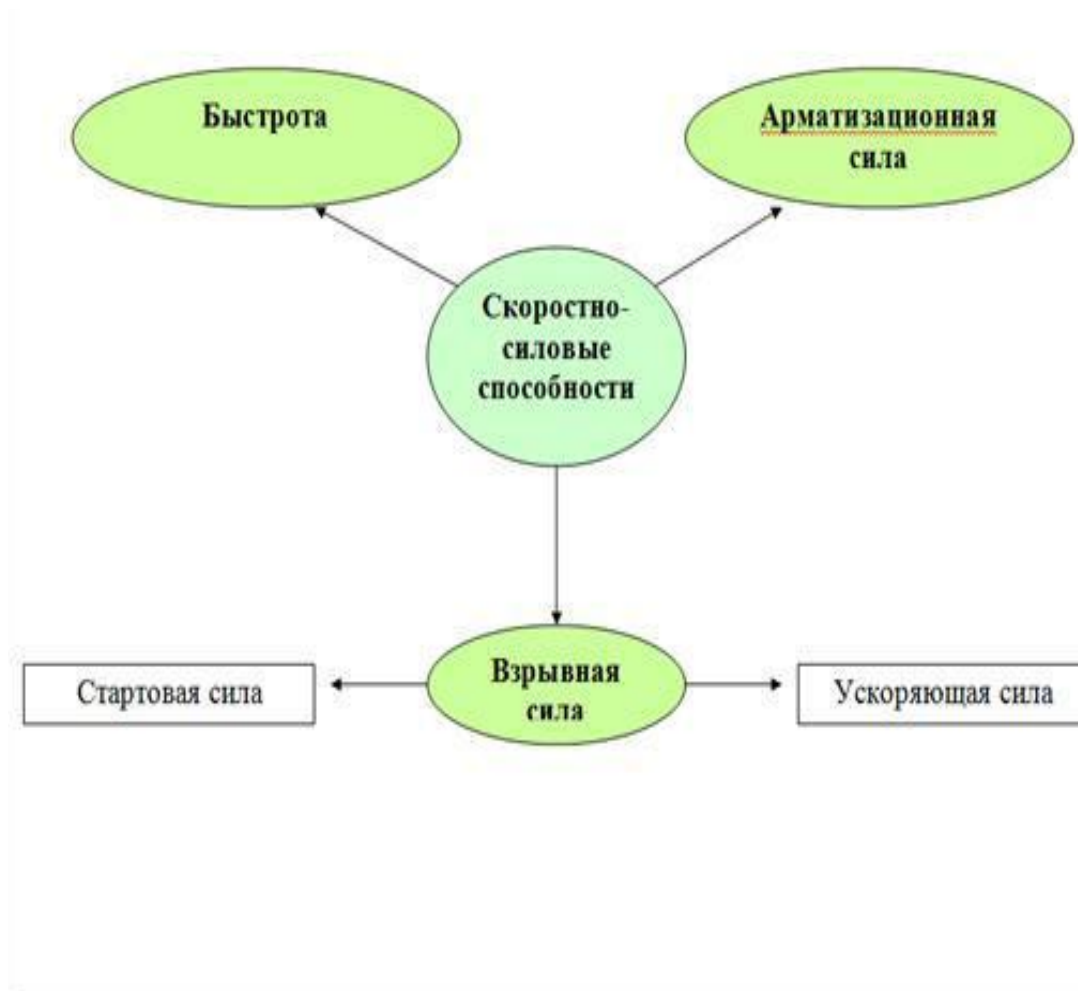 Быстрота
Арматизационная
сила
Скоростно-
силовые
способности
Взрывная
сила
Стартовая сила
Ускоряющая сила